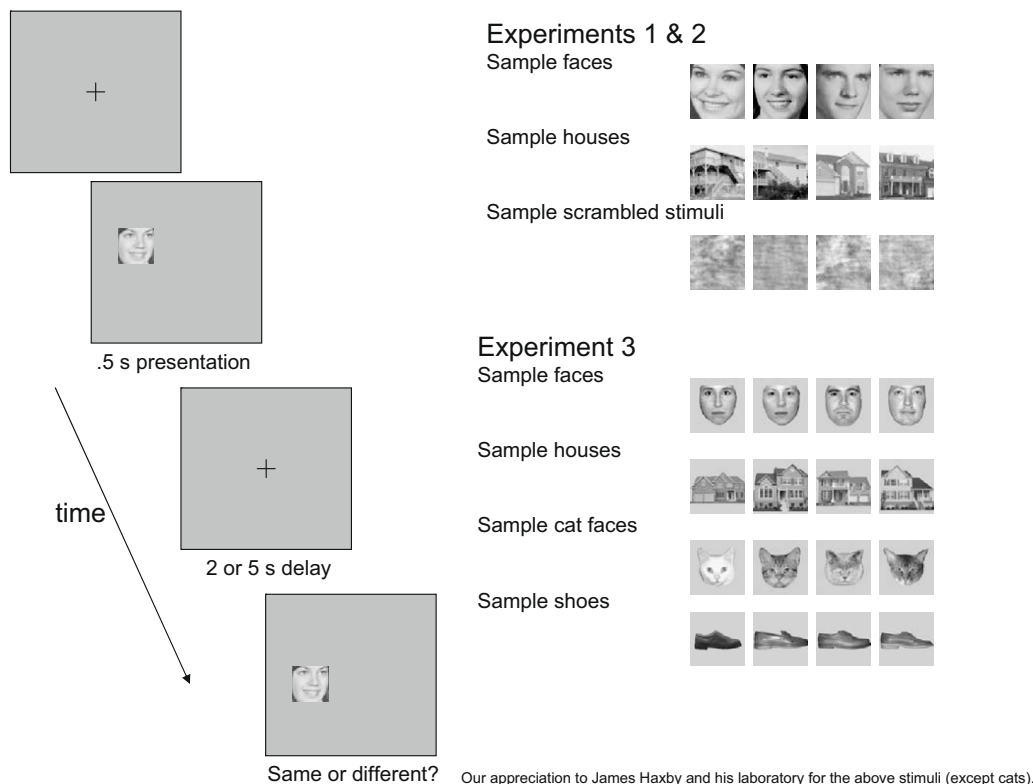 .5 s presentation
time
2 or 5 s delay
Same or different?
Experiments 1 & 2
Sample faces
Sample houses
Sample scrambled stimuli
Experiment 3
Sample faces
Sample houses
Sample cat faces
Sample shoes
Our appreciation to James Haxby and his laboratory for the above stimuli (except cats).